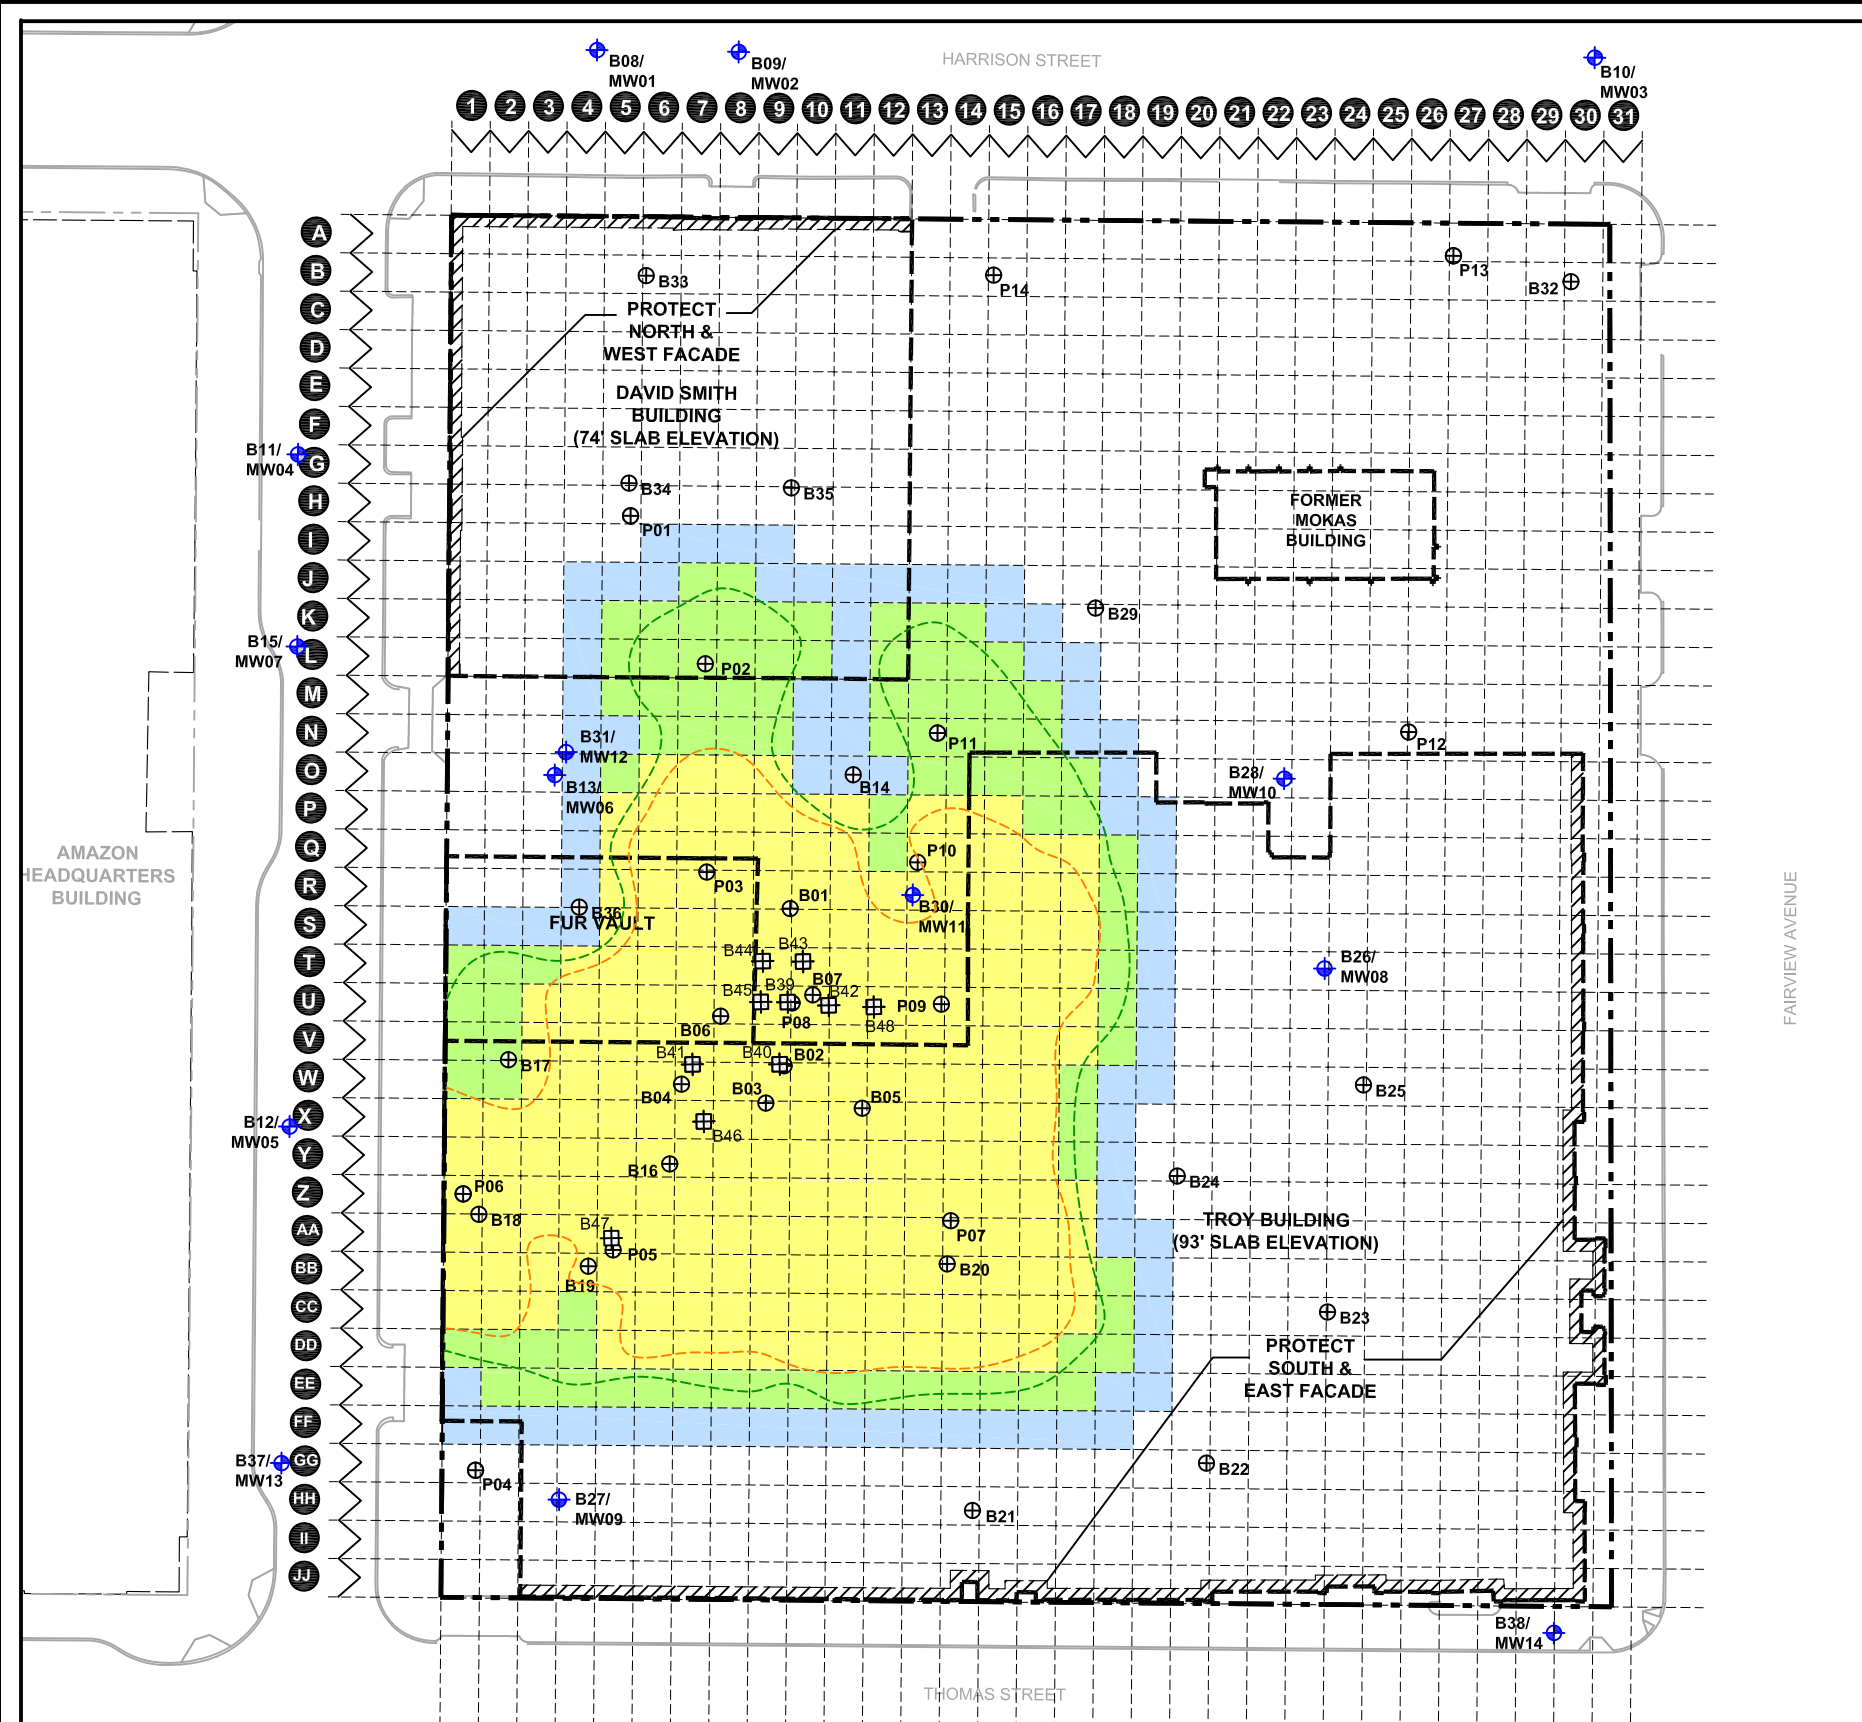 HARRISON STREET
B08/
MW01
B09/
MW02
B10/
MW03
1 2 3 4 5 6 7 8 9 10 11 12 13 14 15 16 17 18 19 20 21 22 23 24 25 26 27 28 29 30 31
A
B
C
D
E
F
G
H
I
J
K
L
M
N
O
P
Q
R
S
T
U
V
W
X
Y
Z
AA
BB
CC
DD
EE
FF
GG
HH
II
JJ
B33
P14
P13
B32
PROTECT
NORTH &
WEST FACADE
DAVID SMITH
BUILDING
(74' SLAB ELEVATION)
B11/
MW04
B34
B35
P01
FORMER
MOKAS
BUILDING
B29
B15/
MW07
P02
P11
P12
B31/
MW12
B13/
MW06
B14
B28/
MW10
AMAZON
HEADQUARTERS
BUILDING
P10
P03
B01
B30/
MW11
B36
FUR VAULT
FAIRVIEW AVENUE
B44
B43
B26/
MW08
B07
B45
B39
B42
P09
P08
B48
B06
B17
B41
B40
B02
B04
B03
B05
B25
B12/
MW05
B46
B16
B24
P06
B18
B47
P05
P07
B19
B20
TROY BUILDING
(93' SLAB ELEVATION)
B23
PROTECT
SOUTH &
EAST FACADE
B37/
MW13
P04
B22
B27/
MW09
B21
B38/
MW14
THOMAS STREET